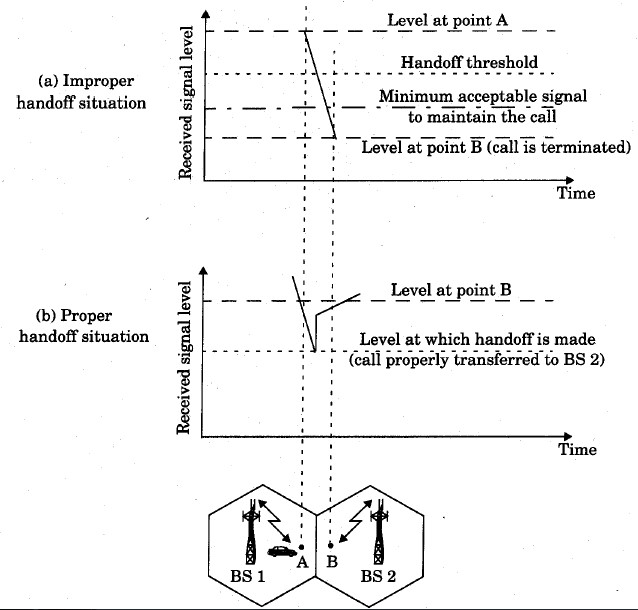 Level at point A
(a) Improper
handoff situation
Handoff threshold
Minimum acceptable signal
to maintain the call
Level at point B (call is terminated)
Received signal level
Time
(b) Proper
handoff situation
Level at point B
Level at which handoff is made
(call properly transferred to BS 2)
Received signal level
Time
A
B
BS 1
BS 2